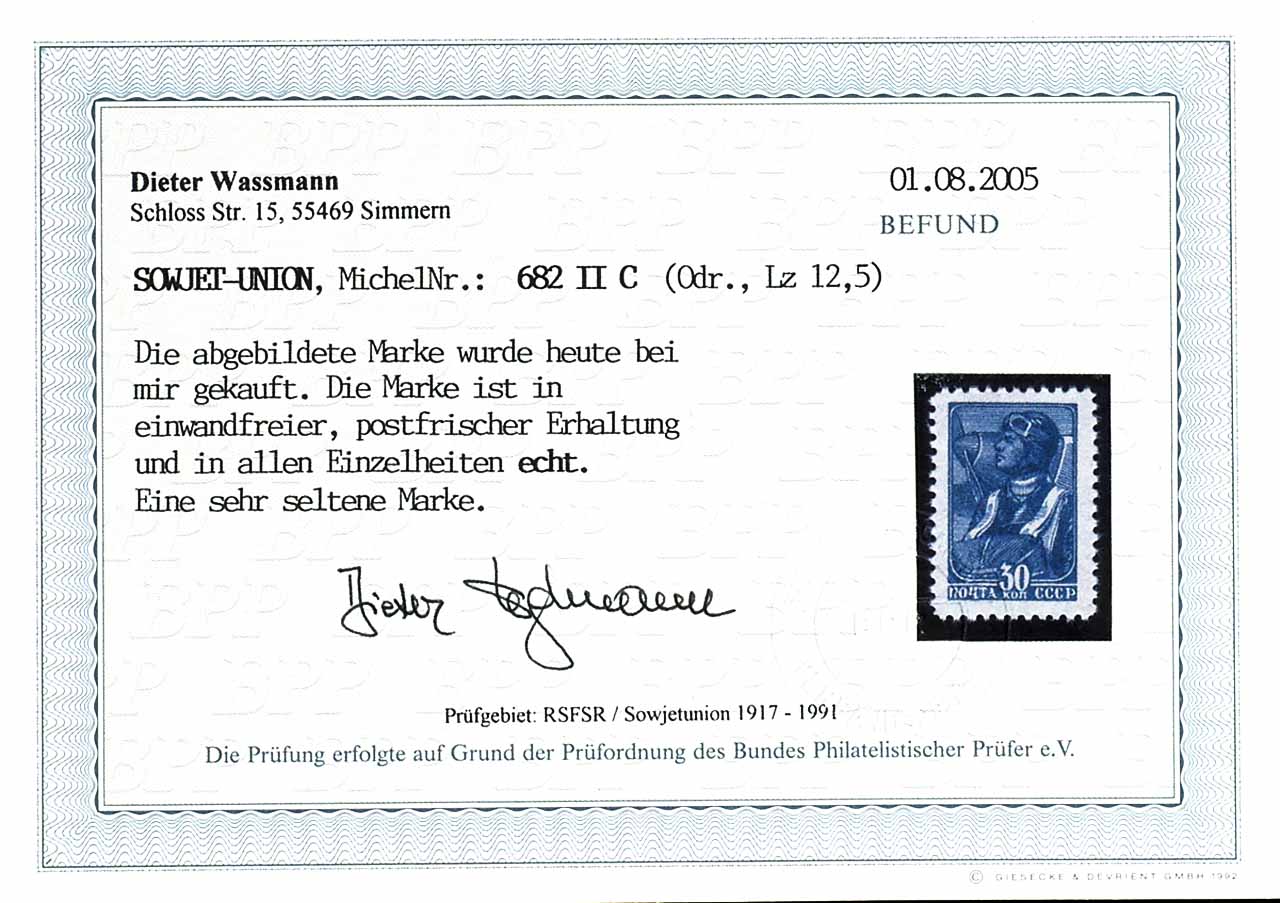 Dieter Wassmann
Schloss Str. 15, 55469 Simmern
01.08.2005
BEFUND
SOWJET-UNION, MichelNr.: 682 II C (Odr., Lz 12,5)
Die abgebildete Marke wurde heute bei
mir gekauft. Die Marke ist in
einwandfreier, postfrischer Erhaltung
und in allen Einzelheiten echt.
Eine sehr seltene Marke.
30
ПОЧТА КОП СССР
Dieter Waßmann
Prüfgebiet: RSFSR / Sowjetunion 1917 - 1991
Die Prüfung erfolgte auf Grund der Prüfordnung des Bundes Philatelistischer Prüfer e.V.
© GIESECKE & DEVRIENT GMBH 1992